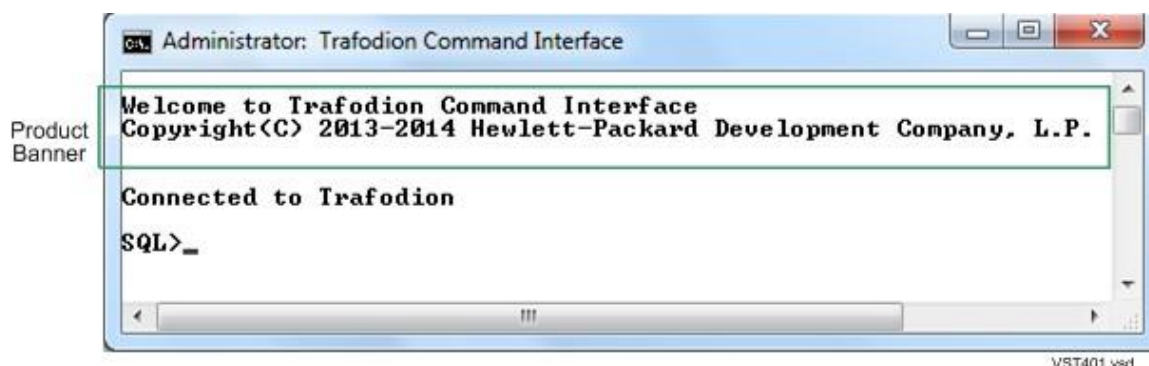 Administrator: Trafodion Command Interface
Welcome to Trafodion Command Interface
Copyright(C) 2013-2014 Hewlett-Packard Development Company, L.P.
Product
Banner
Connected to Trafodion
SQL>_
VST401.vsd